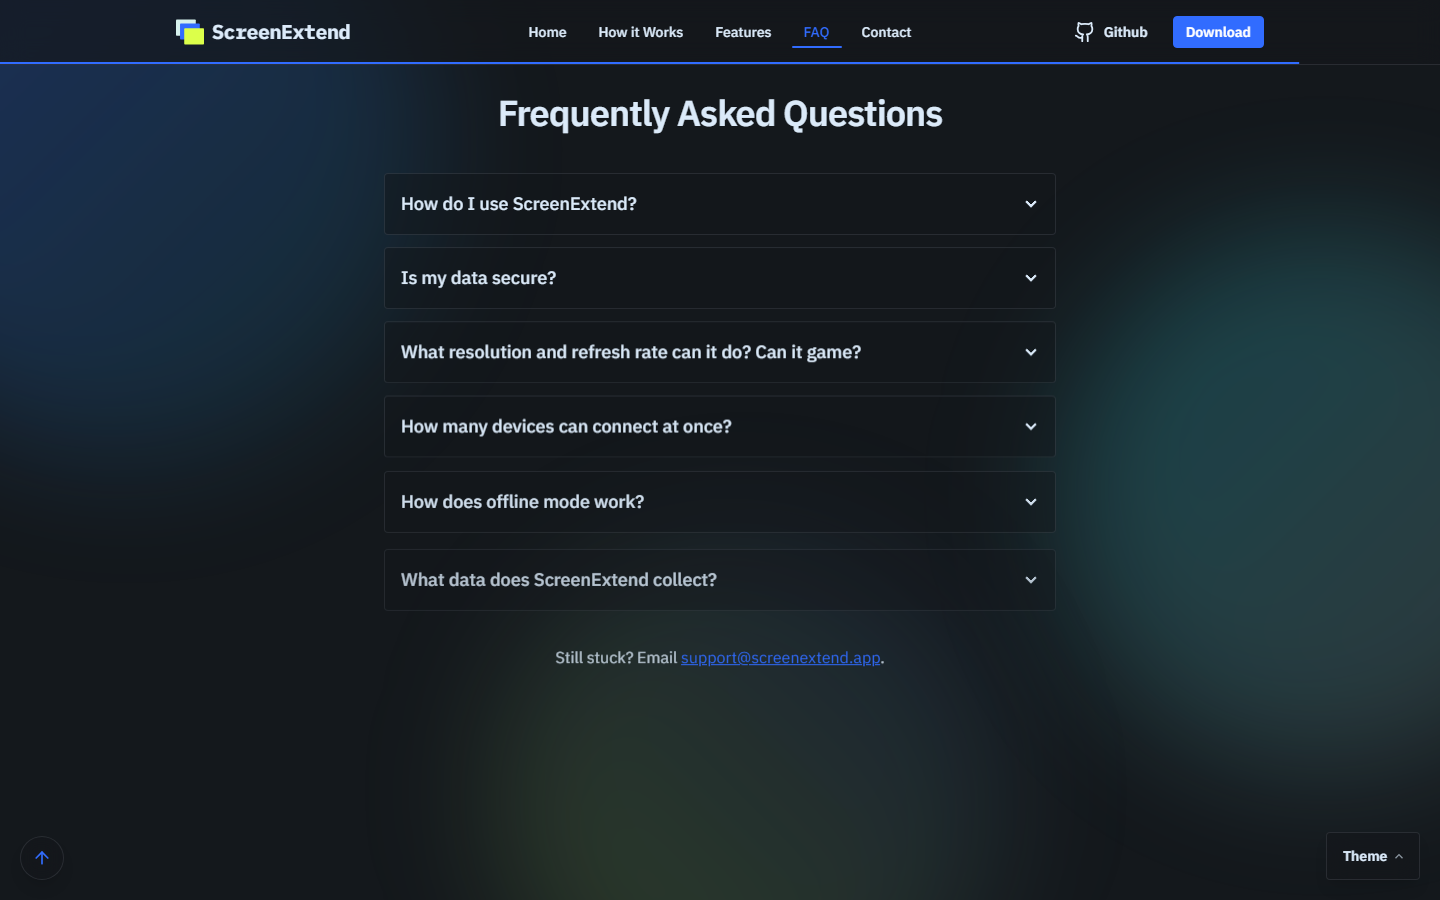 ScreenExtend
Home
How it Works
Features
FAQ
Contact
Github
Download
Frequently Asked Questions
How do I use ScreenExtend?
Is my data secure?
What resolution and refresh rate can it do? Can it game?
How many devices can connect at once?
How does offline mode work?
What data does ScreenExtend collect?
Still stuck? Email support@screenextend.app.
Theme